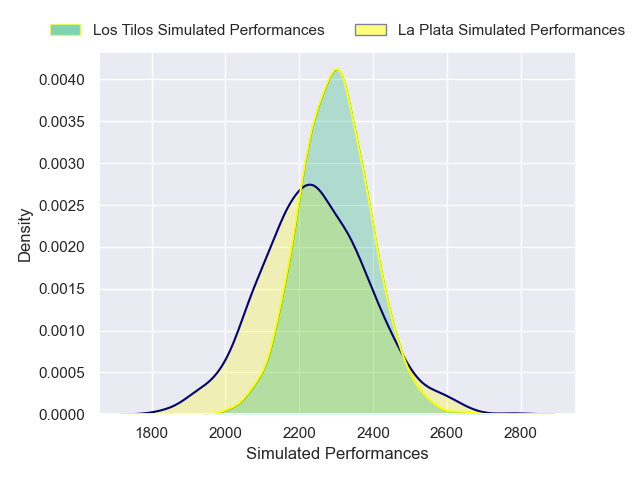 Los Tilos Simulated Performances
La Plata Simulated Performances
0.0040
0.0035
0.0030
0.0025
0.0020
0.0015
0.0010
0.0005
0.0000
Density
1800 2000 2200 2400 2600 2800
Simulated Performances